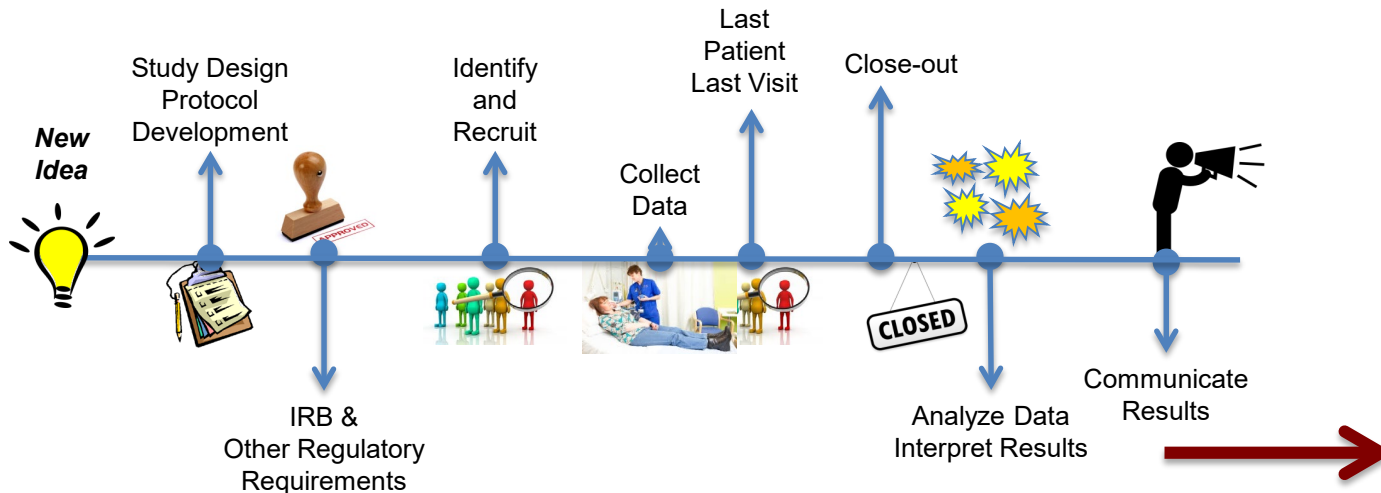 New
Idea
Study Design
Protocol
Development
APPROVED
IRB &
Other Regulatory
Requirements
Identify
and
Recruit
Collect
Data
Last
Patient
Last Visit
Close-out
CLOSED
Analyze Data
Interpret Results
Communicate
Results